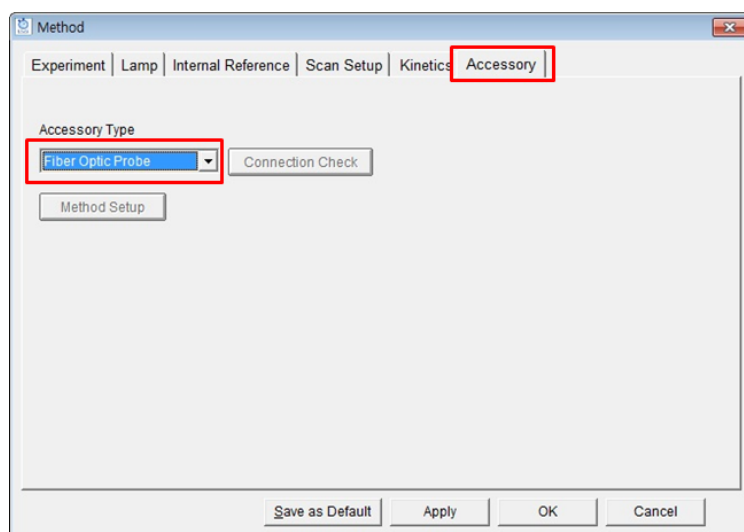 Method
Experiment Lamp Internal Reference Scan Setup Kinetics Accessory
Accessory Type
Fiber Optic Probe Connection Check
Method Setup
Save as Default Apply OK Cancel